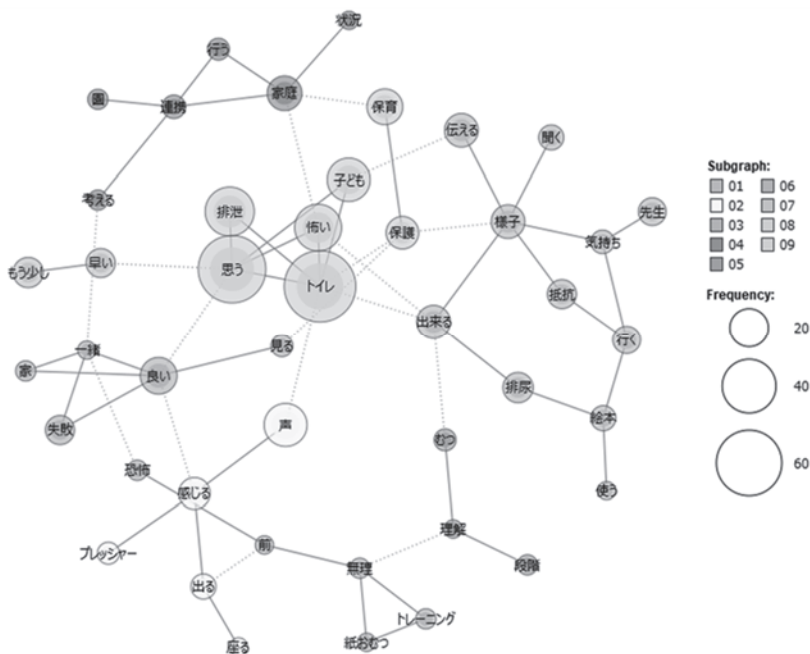 状況
行う
家庭
園
連携
保育
伝える
聞く
子ども
考える
排泄
怖い
保護
様子
先生
気持ち
もう少し
早い
思う
トイレ
抵抗
出来る
行く
一緒
見る
家
良い
排尿
失敗
声
絵本
むつ
恐怖
感じる
使う
プレッシャー
前
理解
段階
無理
出る
トレーニング
紙おむつ
座る
Subgraph:
01 06
02 07
03 08
04 09
05
Frequency:
20
40
60